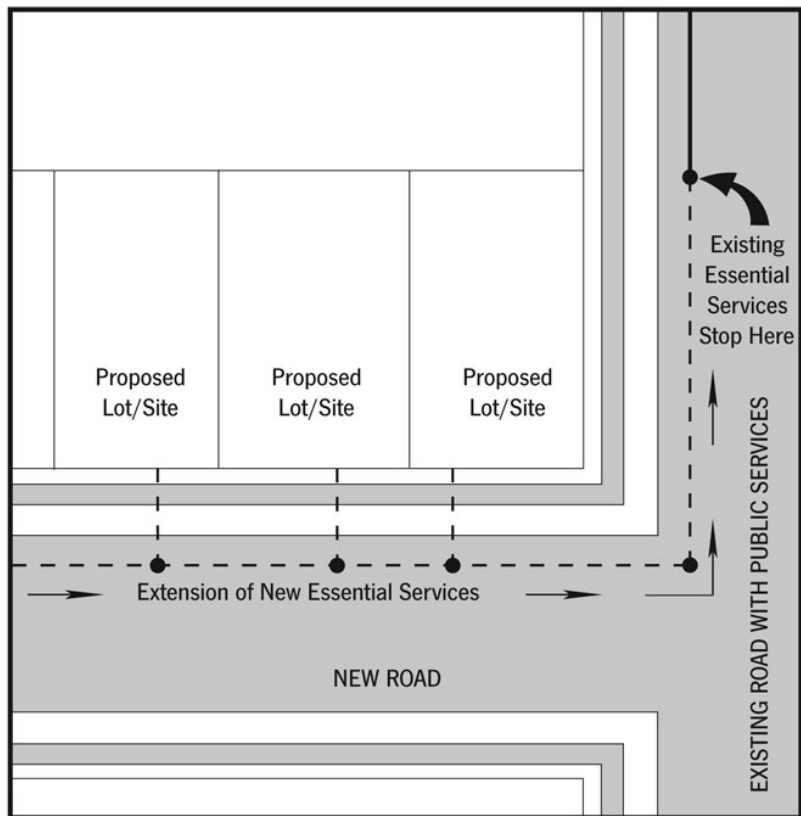 Existing
Essential
Services
Stop Here
Proposed
Lot/Site
Proposed
Lot/Site
Proposed
Lot/Site
EXISTING ROAD WITH PUBLIC SERVICES
Extension of New Essential Services
NEW ROAD